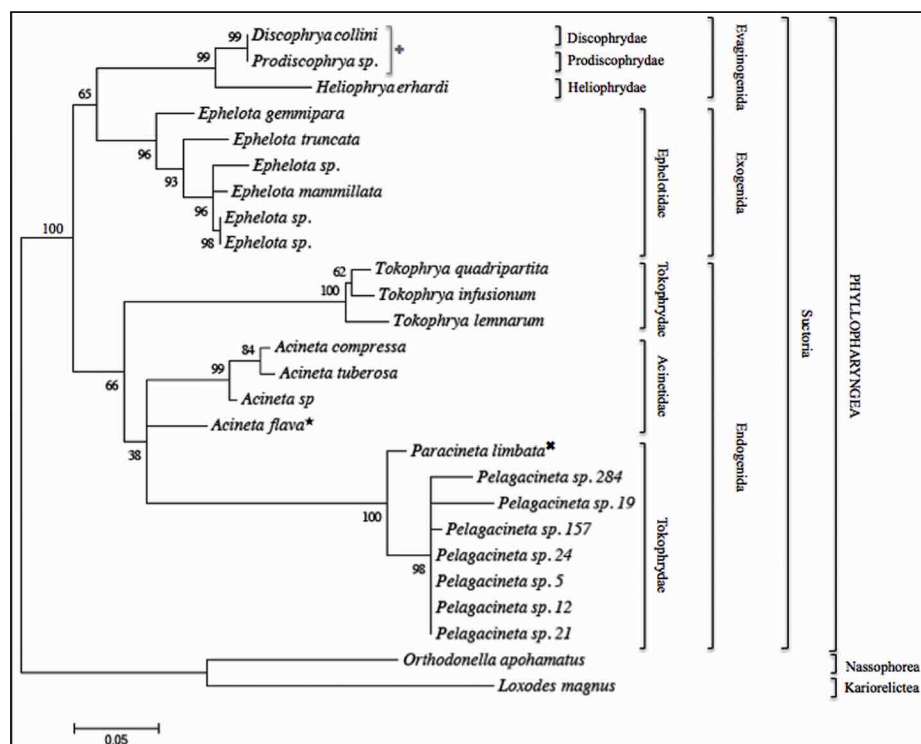 99 Discophrya collini
Prodiscophrya sp. +
99
Heliophrya erhardi
65
Ephelota gemmipara
96
Ephelota truncata
93
Ephelota sp.
Ephelota mammillata
96
Ephelota sp.
98 Ephelota sp.
100
62 Tokophrya quadripartita
100 Tokophrya infusionum
Tokophrya lemnarum
Acineta compressa
84
99 Acineta tuberosa
Acineta sp
66
Acineta flava★
38
Paracineta limbata✖
Pelagacineta sp. 284
Pelagacineta sp. 19
100
Pelagacineta sp. 157
Pelagacineta sp. 24
98
Pelagacineta sp. 5
Pelagacineta sp. 12
Pelagacineta sp. 21
Orthodonella apohamatus
Loxodes magnus
0.05
Discophrydae
Prodiscophrydae
Heliophrydae
Ephelotidae
Tokophrydae
Acinetidae
Tokophrydae
Evaginogenida
Exogenida
Endogenida
Suctoria
PHYLLOPHARYNGEA
Nassophorea
Kariorelictea